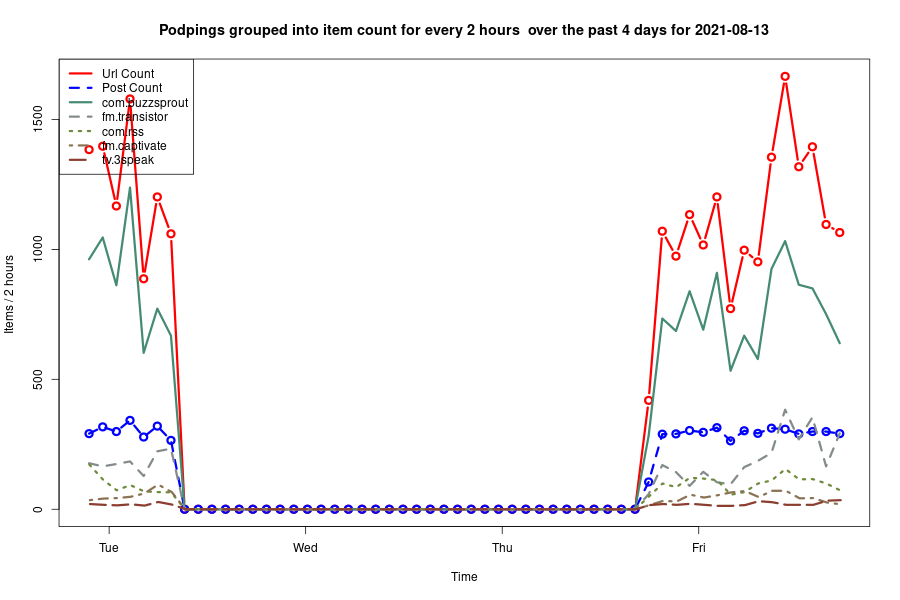 Podpings grouped into item count for every 2 hours  over the past 4 days for 2021-08-13
Url Count
Post Count
com.buzzsprout
fm.transistor
com.rss
fm.captivate
tv.3speak
Items / 2 hours
1500
1000
500
0
Tue
Wed
Thu
Fri
Time